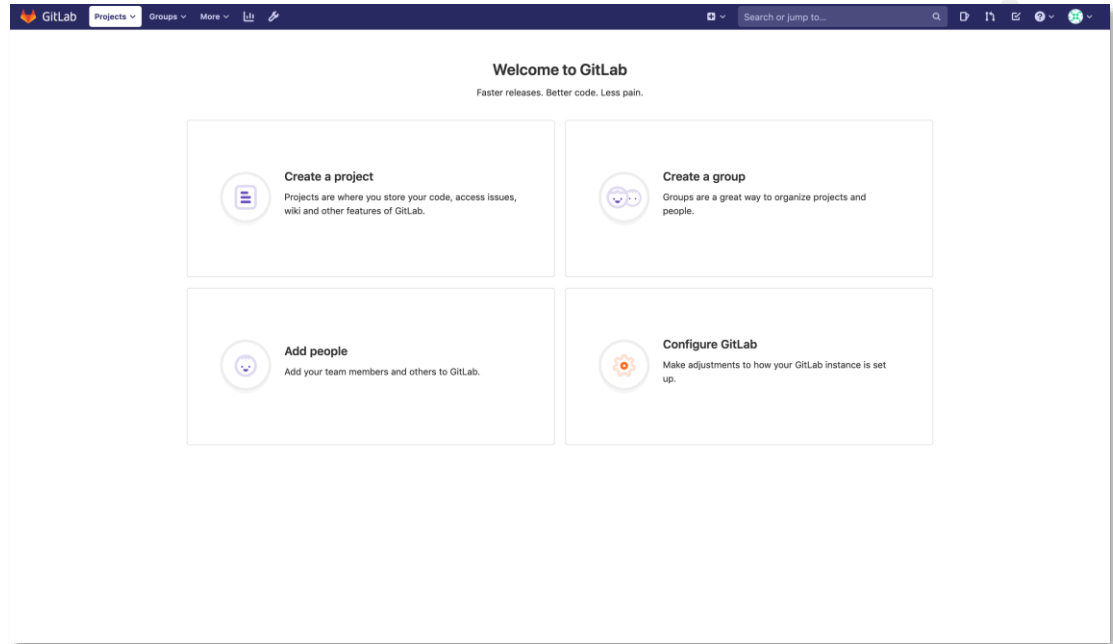 GitLab Projects Groups More Search or jump to...
Welcome to GitLab
Faster releases. Better code. Less pain.
Create a project
Projects are where you store your code, access issues,
wiki and other features of GitLab.
Create a group
Groups are a great way to organize projects and
people.
Add people
Add your team members and others to GitLab.
Configure GitLab
Make adjustments to how your GitLab instance is set
up.